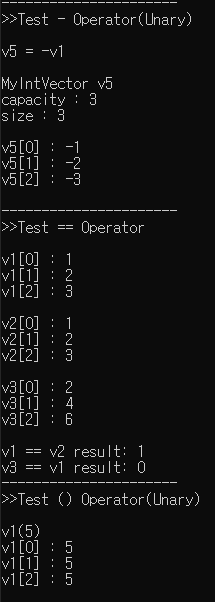 ----------------------
>>Test - Operator(Unary)
v5 = -v1
MyIntVector v5
capacity : 3
size : 3
v5[0] : -1
v5[1] : -2
v5[2] : -3
----------------------
>>Test == Operator
v1[0] : 1
v1[1] : 2
v1[2] : 3
v2[0] : 1
v2[1] : 2
v2[2] : 3
v3[0] : 2
v3[1] : 4
v3[2] : 6
v1 == v2 result: 1
v3 == v1 result: 0
----------------------
>>Test () Operator(Unary)
v1(5)
v1[0] : 5
v1[1] : 5
v1[2] : 5